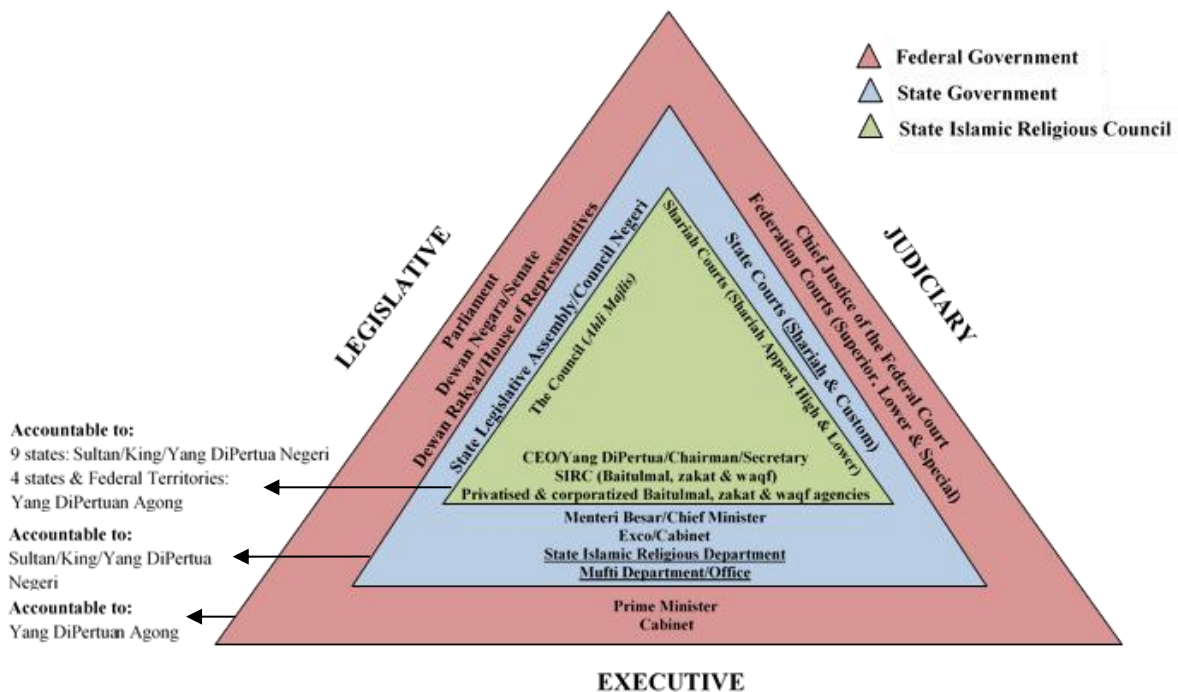 Federal Government
State Government
State Islamic Religious Council
LEGISLATIVE
JUDICIARY
Parliament
Dewan Negara/Senate
Dewan Rakyat/House of Representatives
State Legislative Assembly/Council Negeri
The Council (Ahli Majlis)
Chief Justice of the Federal Court
Federation Courts (Superior, Lower & Special)
State Courts (Shariah & Custom)
Shariah Courts (Shariah Appeal, High & Lower)
CEO/Yang DiPertua/Chairman/Secretary
SIRC (Baitulmal, zakat & waqf)
Privatised & corporatized Baitulmal, zakat & waqf agencies
Menteri Besar/Chief Minister
Exco/Cabinet
State Islamic Religious Department
Mufti Department/Office
Prime Minister
Cabinet
Accountable to:
9 states: Sultan/King/Yang DiPertua Negeri
4 states & Federal Territories:
Yang DiPertuan Agong
Accountable to:
Sultan/King/Yang DiPertua
Negeri
Accountable to:
Yang DiPertuan Agong
EXECUTIVE